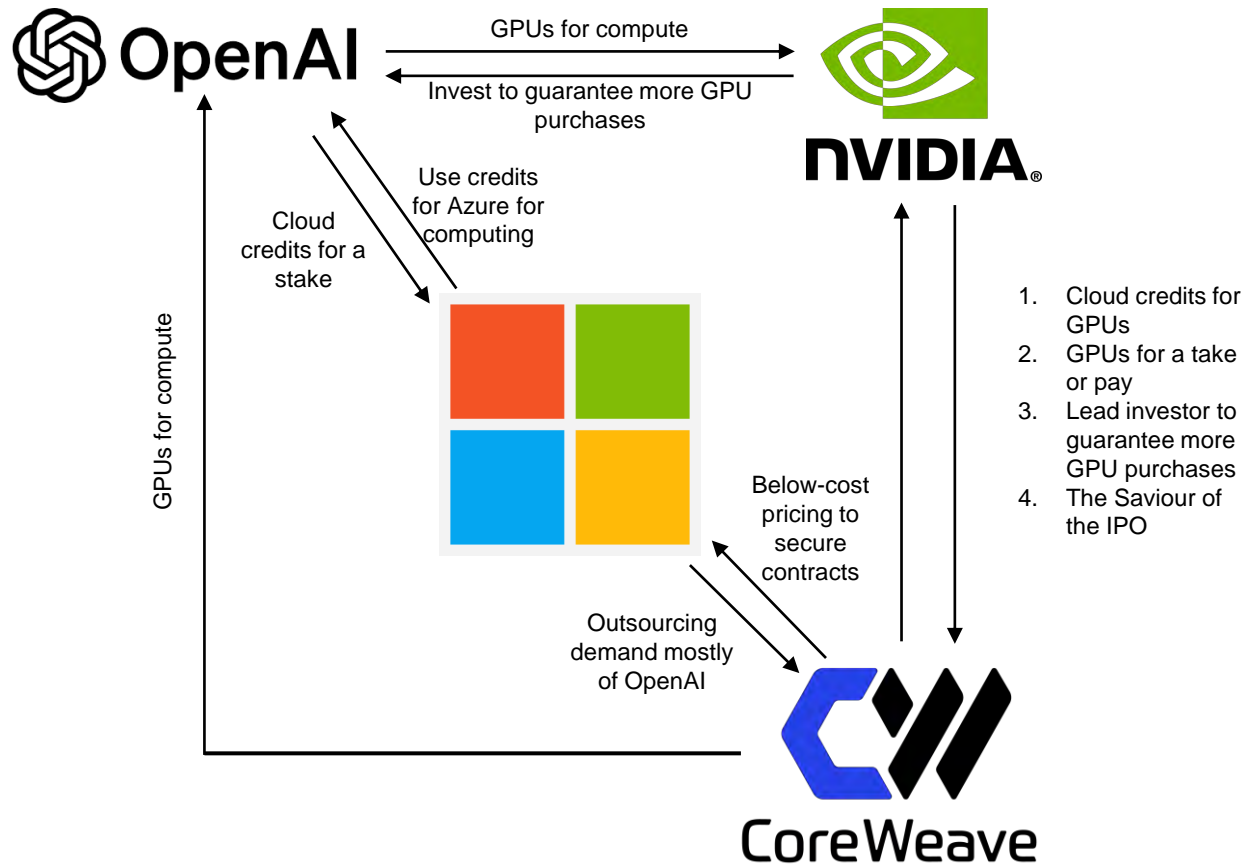 OpenAI
GPUs for compute
Invest to guarantee more GPU
purchases
NVIDIA®
Use credits
for Azure for
computing
Cloud
credits for a
stake
GPUs for compute
1. Cloud credits for
GPUs
2. GPUs for a take
or pay
3. Lead investor to
guarantee more
GPU purchases
4. The Saviour of
the IPO
Below-cost
pricing to
secure
contracts
Outsourcing
demand mostly
of OpenAI
CoreWeave